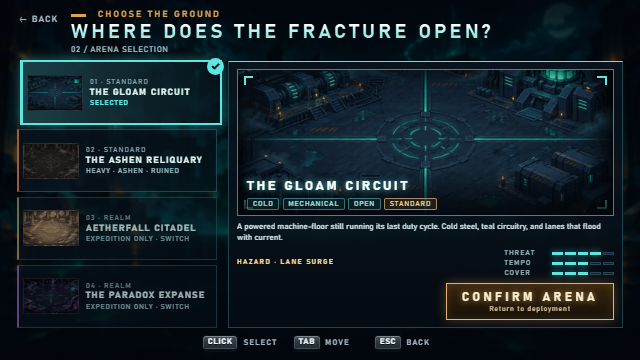 ← BACK
CHOOSE THE GROUND
WHERE DOES THE FRACTURE OPEN?
02 / ARENA SELECTION
01 · STANDARD
THE GLOAM CIRCUIT
SELECTED
02 · STANDARD
THE ASHEN RELIQUARY
HEAVY · ASHEN · RUINED
03 · REALM
AETHERFALL CITADEL
EXPEDITION ONLY · SWITCH
04 · REALM
THE PARADOX EXPANSE
EXPEDITION ONLY · SWITCH
THE GLOAM CIRCUIT
COLD MECHANICAL OPEN STANDARD
A powered machine-floor still running its last duty cycle. Cold steel, teal circuitry, and lanes that flood
with current.
HAZARD · LANE SURGE
THREAT
TEMPO
COVER
CONFIRM ARENA
Return to deployment
CLICK SELECT TAB MOVE ESC BACK